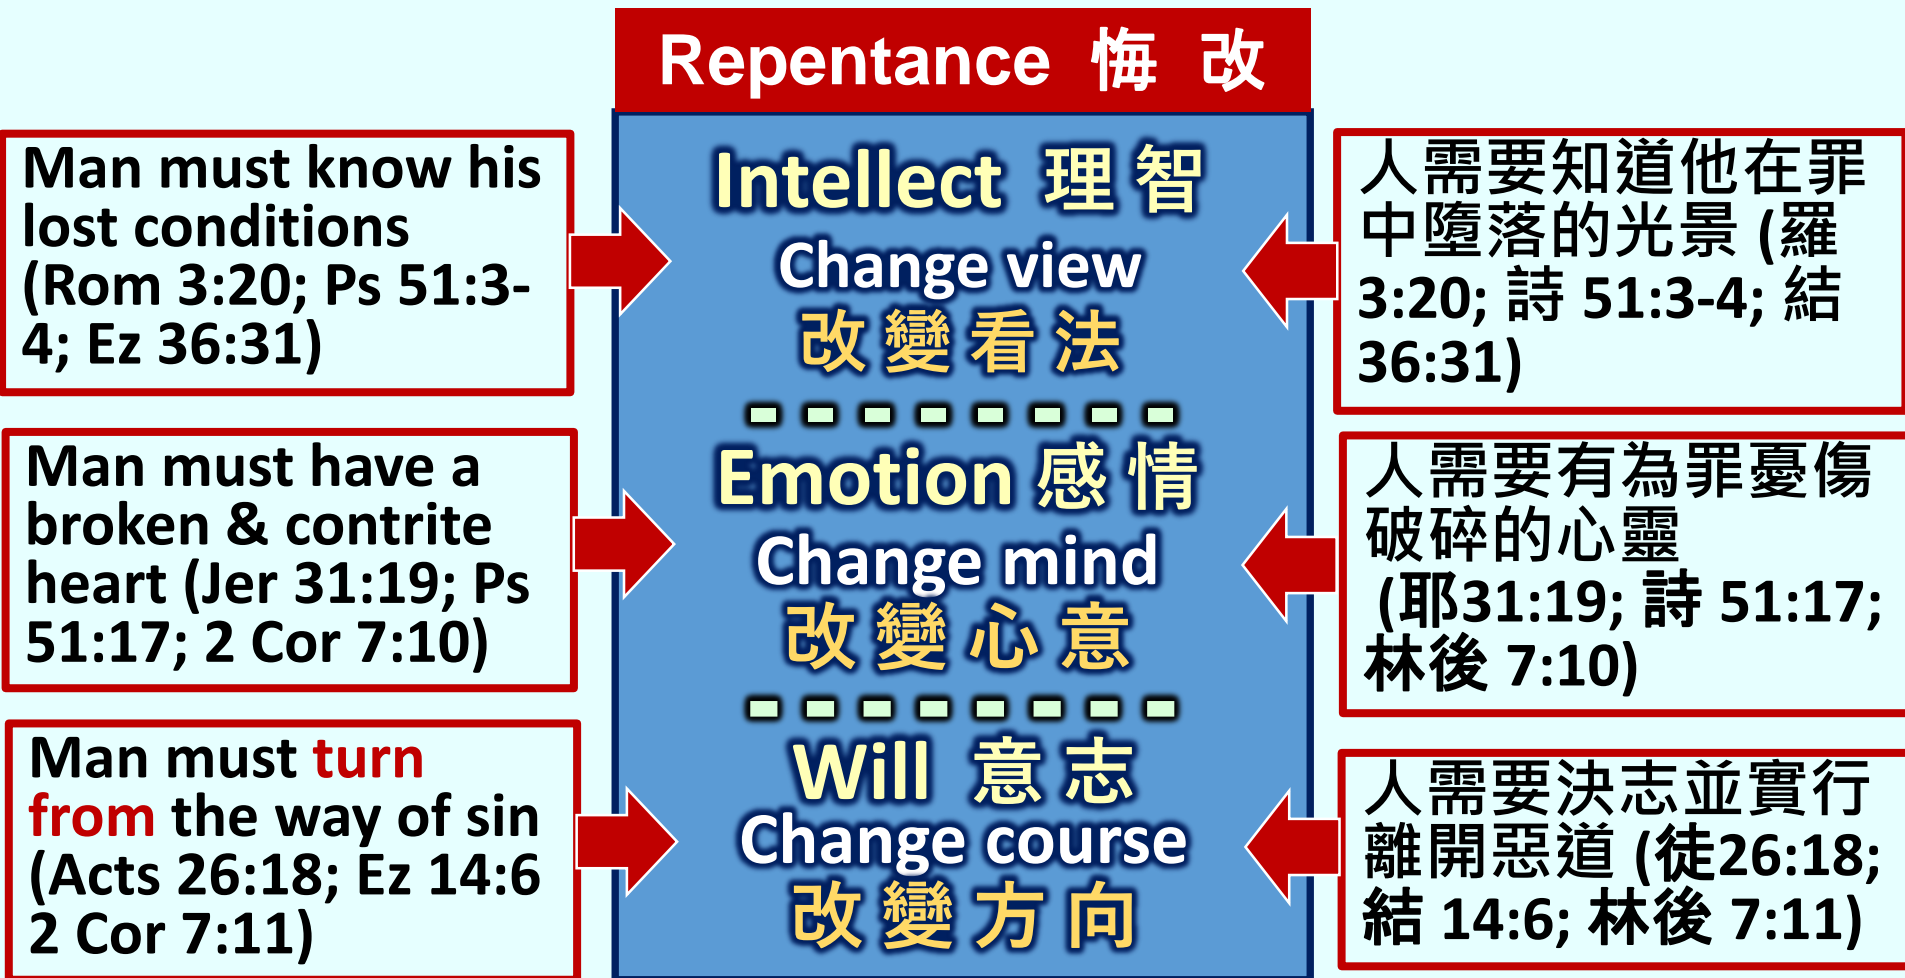 Repentance 悔 改
Man must know his
lost conditions
(Rom 3:20; Ps 51:3-
4; Ez 36:31)
Intellect 理 智
Change view
改 變 看 法
人需要知道他在罪
中墮落的光景 (羅
3:20; 詩 51:3-4; 結
36:31)
Man must have a
broken & contrite
heart (Jer 31:19; Ps
51:17; 2 Cor 7:10)
Emotion 感 情
Change mind
改 變 心 意
人需要有為罪憂傷
破碎的心靈
(耶31:19; 詩 51:17;
林後 7:10)
Man must turn
from the way of sin
(Acts 26:18; Ez 14:6
2 Cor 7:11)
Will 意 志
Change course
改 變 方 向
人需要決志並實行
離開惡道 (徒26:18;
結 14:6; 林後 7:11)